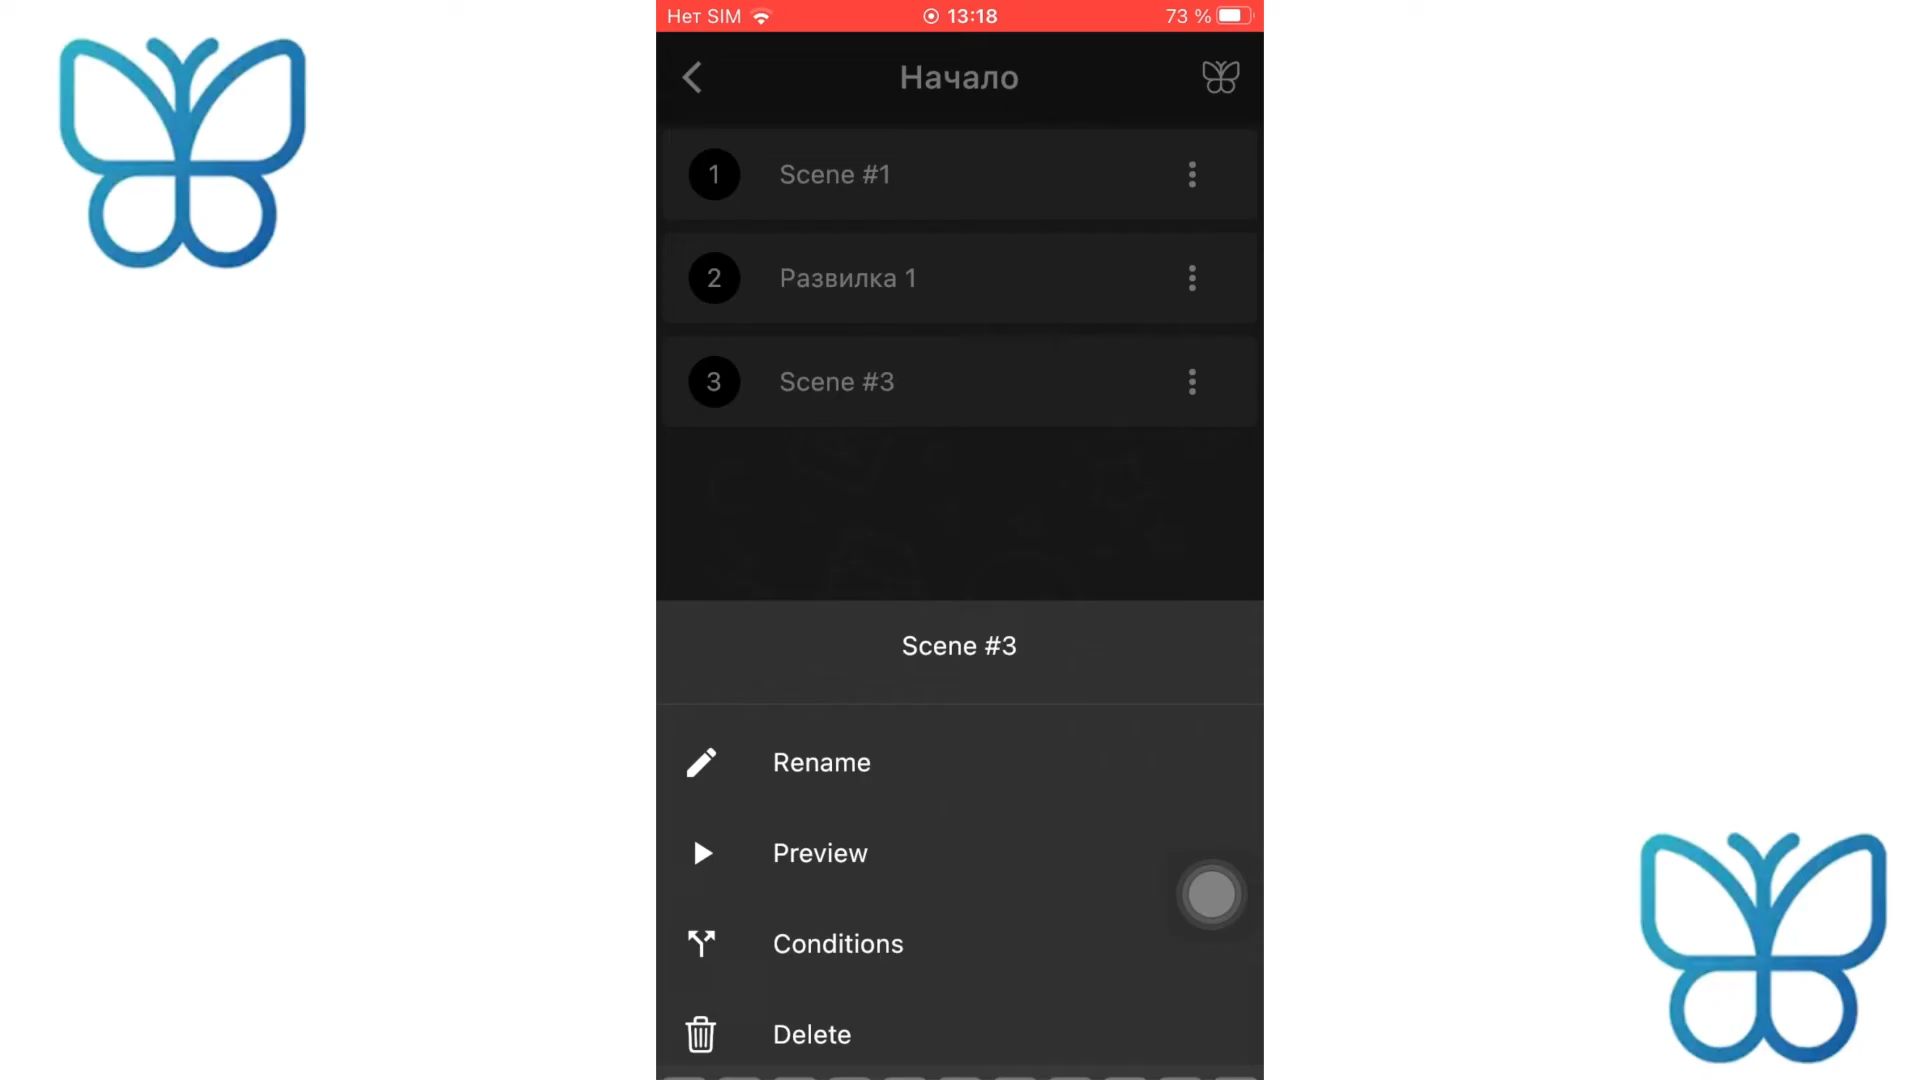 Нет SIM 13:18 73 %
Начало
1 Scene #1
2 Развилка 1
3 Scene #3
Scene #3
Rename
Preview
Conditions
Delete